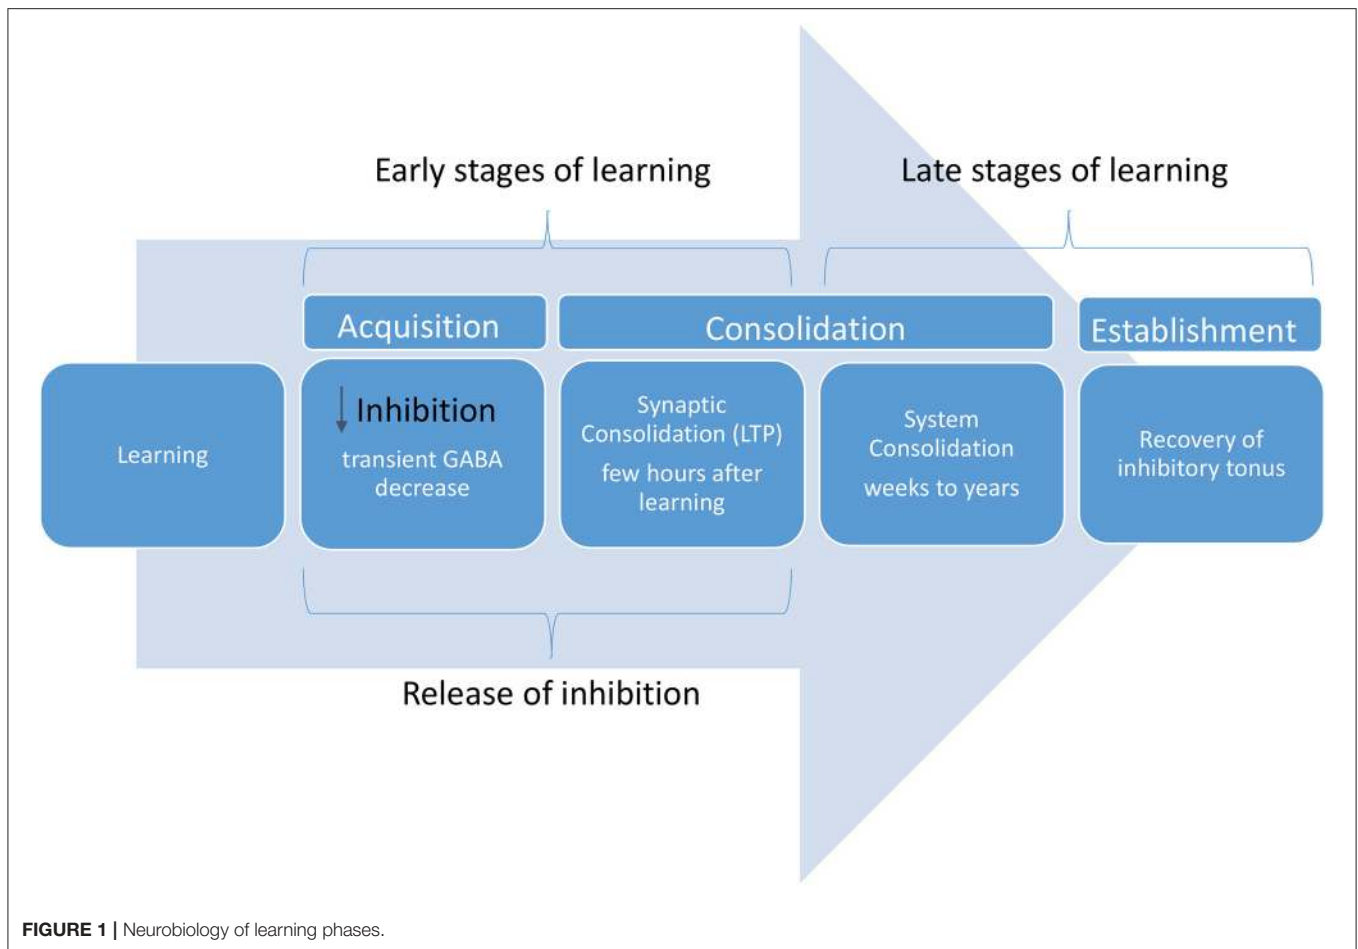 Early stages of learning
Late stages of learning
Acquisition
Consolidation
Establishment
Learning
↓ Inhibition
transient GABA
decrease
Synaptic
Consolidation (LTP)
few hours after
learning
System
Consolidation
weeks to years
Recovery of
inhibitory tonus
Release of inhibition
FIGURE 1 | Neurobiology of learning phases.